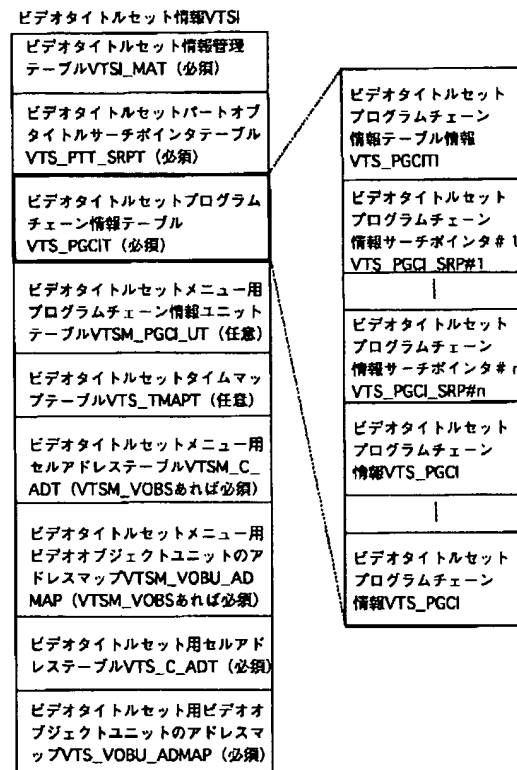 ビデオタイトルセット情報VTSI
ビデオタイトルセット情報管理
テーブルVTSI_MAT（必須）
ビデオタイトルセットパートオブ
タイトルサーチポインタテーブル
VTS_PTT_SRPT（必須）
ビデオタイトルセットプログラム
チェーン情報テーブル
VTS_PGCIT（必須）
ビデオタイトルセットメニュー用
プログラムチェーン情報ユニット
テーブルVTSM_PGCI_UT（任意）
ビデオタイトルセットタイムマッ
プテーブルVTS_TMAPT（任意）
ビデオタイトルセットメニュー用
セルアドレステーブルVTSM_C_
ADT（VTSM_VOBSあれば必須）
ビデオタイトルセットメニュー用
ビデオオブジェクトユニットのア
ドレスマップVTSM_VOBU_AD
MAP（VTSM_VOBSあれば必須）
ビデオタイトルセット用セルアド
レステーブルVTS_C_ADT（必須）
ビデオタイトルセット用ビデオオ
ブジェクトユニットのアドレスマ
ップVTS_VOBU_ADMAP（必須）
ビデオタイトルセット
プログラムチェーン
情報テーブル情報
VTS_PGCITI
ビデオタイトルセット
プログラムチェーン
情報サーチポインタ＃1
VTS_PGCI_SRP#1
ビデオタイトルセット
プログラムチェーン
情報サーチポインタ＃n
VTS_PGCI_SRP#n
ビデオタイトルセット
プログラムチェーン
情報VTS_PGCI
ビデオタイトルセット
プログラムチェーン
情報VTS_PGCI